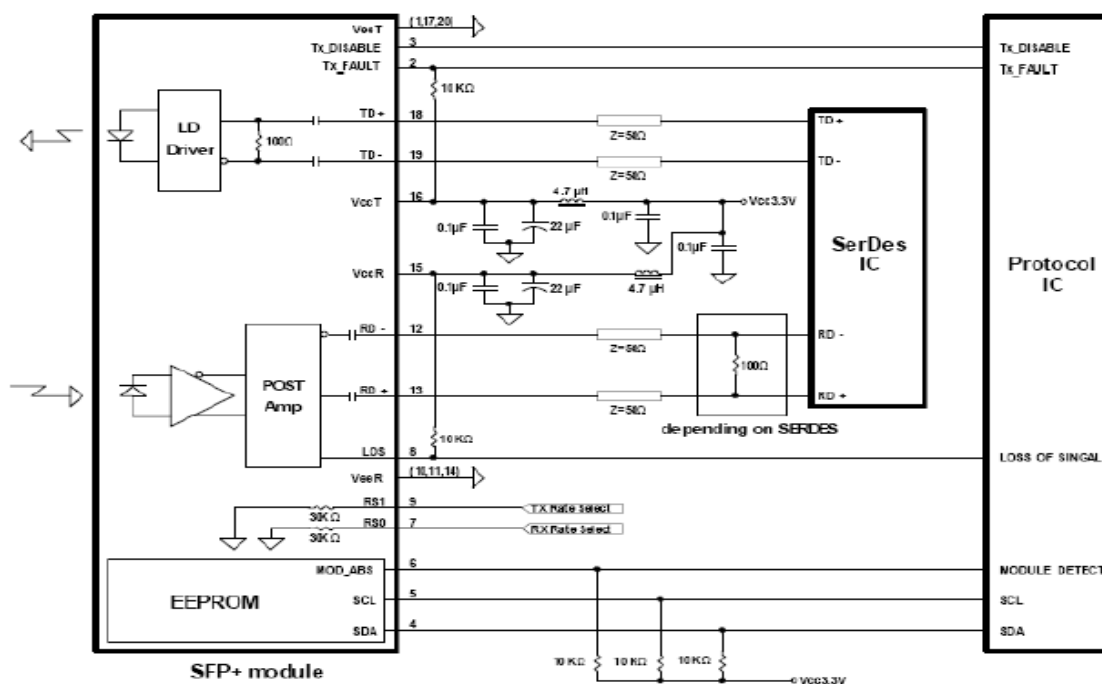 VeeT (1,17,20)
Tx_DISABLE 3 Tx_DISABLE
Tx_FAULT 2 Tx_FAULT
10 KΩ
LD Driver
100Ω
TD+ 18 Z=50Ω TD+
TD- 19 Z=50Ω TD-
VccT 16 4.7 µH Vcc3.3V
0.1µF 22 µF 0.1µF 0.1µF
SerDes IC
Protocol IC
VccR 15
0.1µF 22 µF 4.7 µH
RD - 12 Z=50Ω RD -
POST Amp
100Ω
RD + 13 Z=50Ω RD +
depending on SERDES
10 KΩ
LOS 8 LOSS OF SINGAL
VeeR (10,11,14)
RS1 9 TX Rate Select
30KΩ
RS0 7 RX Rate Select
30KΩ
MOD_ABS 6 MODULE DETECT
EEPROM
SCL 5 SCL
SDA 4 SDA
10 KΩ 10 KΩ 10 KΩ
Vcc3.3V
SFP+ module